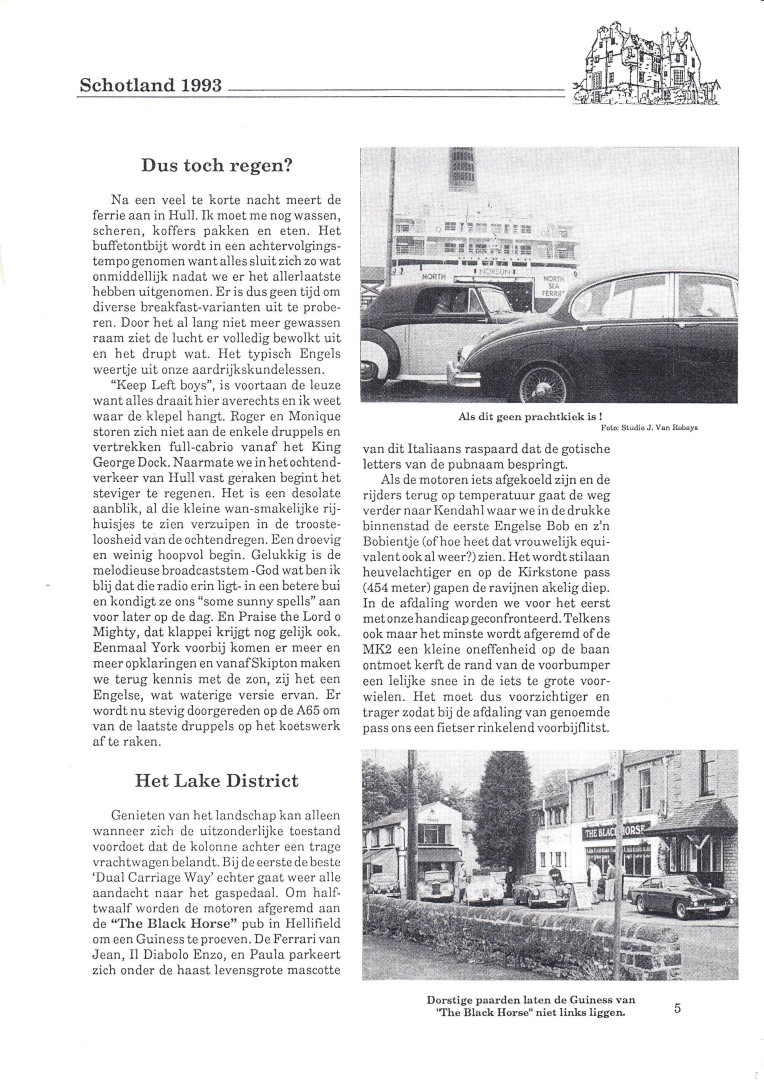 Schotland 1993
Dus toch regen?
Na een veel te korte nacht meert de
ferrie aan in Hull. Ik moet me nog wassen,
scheren, koffers pakken en eten. Het
buffetontbijt wordt in een achtervolgings-
tempo genomen want alles sluit zich zo wat
onmiddellijk nadat we er het allerlaatste
hebben uitgenomen. Er is dus geen tijd om
diverse breakfast-varianten uit te probe-
ren. Door het al lang niet meer gewassen
raam ziet de lucht er volledig bewolkt uit
en het drupt wat. Het typisch Engels
weertje uit onze aardrijkskundelessen.
"Keep Left boys", is voortaan de leuze
want alles draait hier averechts en ik weet
waar de klepel hangt. Roger en Monique
storen zich niet aan de enkele druppels en
vertrekken full-cabrio vanaf het King
George Dock. Naarmate we in het ochtend-
verkeer van Hull vast geraken begint het
steviger te regenen. Het is een desolate
aanblik, al die kleine wan-smakelijke rij-
huisjes te zien verzuipen in de trooste-
loosheid van de ochtendregen. Een droevig
en weinig hoopvol begin. Gelukkig is de
melodieuse broadcaststem -God wat ben ik
blij dat die radio erin ligt- in een betere bui
en kondigt ze ons "some sunny spells" aan
voor later op de dag. En Praise the Lord o
Mighty, dat klappei krijgt nog gelijk ook.
Eenmaal York voorbij komen er meer en
meer opklaringen en vanaf Skipton maken
we terug kennis met de zon, zij het een
Engelse, wat waterige versie ervan. Er
wordt nu stevig doorgereden op de A65 om
van de laatste druppels op het koetswerk
af te raken.
Het Lake District
Genieten van het landschap kan alleen
wanneer zich de uitzonderlijke toestand
voordoet dat de kolonne achter een trage
vrachtwagen belandt. Bij de eerste de beste
'Dual Carriage Way' echter gaat weer alle
aandacht naar het gaspedaal. Om half-
twaalf worden de motoren afgeremd aan
de "The Black Horse" pub in Hellifield
om een Guiness te proeven. De Ferrari van
Jean, Il Diabolo Enzo, en Paula parkeert
zich onder de haast levensgrote mascotte
NORTH
NORSUN
NORTH
SEA
FERRIE
Als dit geen prachtkiek is !
Foto: Studio J. Van Robays
van dit Italiaans raspaard dat de gotische
letters van de pubnaam bespringt.
Als de motoren iets afgekoeld zijn en de
rijders terug op temperatuur gaat de weg
verder naar Kendahl waar we in de drukke
binnenstad de eerste Engelse Bob en z'n
Bobientje (of hoe heet dat vrouwelijk equi-
valent ook al weer?) zien. Het wordt stilaan
heuvelachtiger en op de Kirkstone pass
(454 meter) gapen de ravijnen akelig diep.
In de afdaling worden we voor het eerst
met onze handicap geconfronteerd. Telkens
ook maar het minste wordt afgeremd of de
MK2 een kleine oneffenheid op de baan
ontmoet kerft de rand van de voorbumper
een lelijke snee in de iets te grote voor-
wielen. Het moet dus voorzichtiger en
trager zodat bij de afdaling van genoemde
pass ons een fietser rinkelend voorbijflitst.
THE BLACK HORSE
Dorstige paarden laten de Guiness van
"The Black Horse" niet links liggen.
5